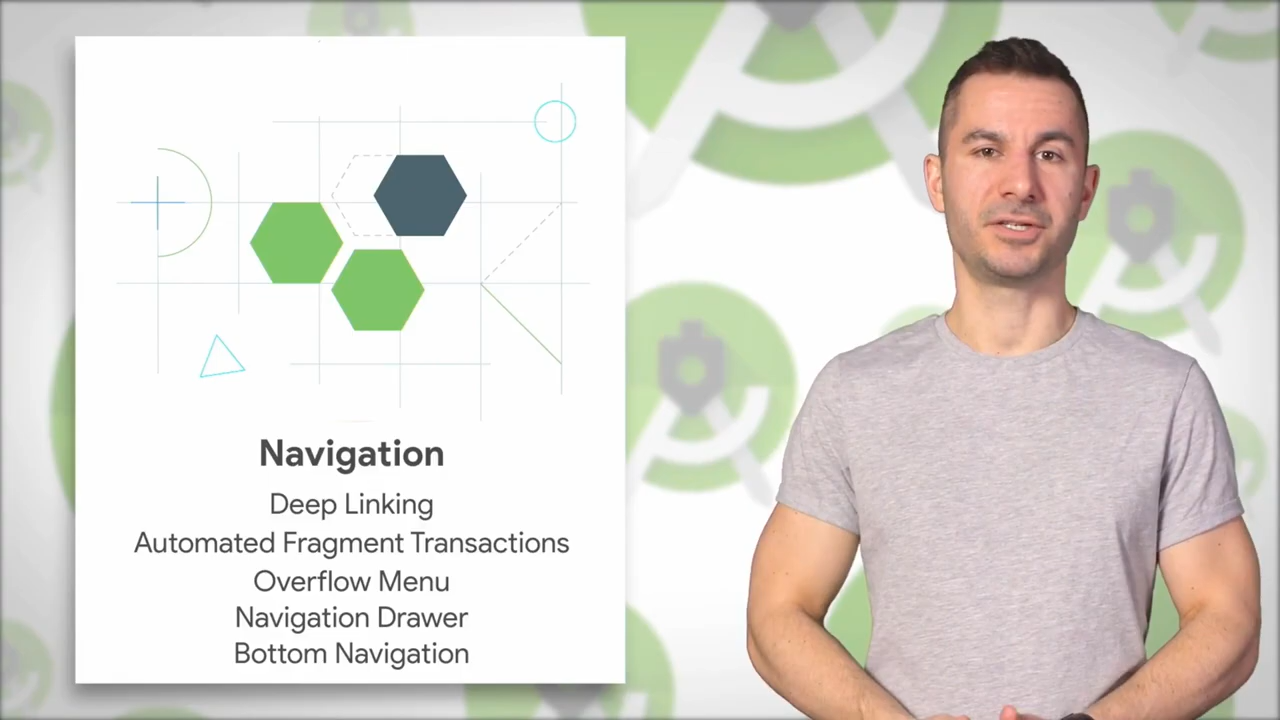 Navigation
Deep Linking
Automated Fragment Transactions
Overflow Menu
Navigation Drawer
Bottom Navigation